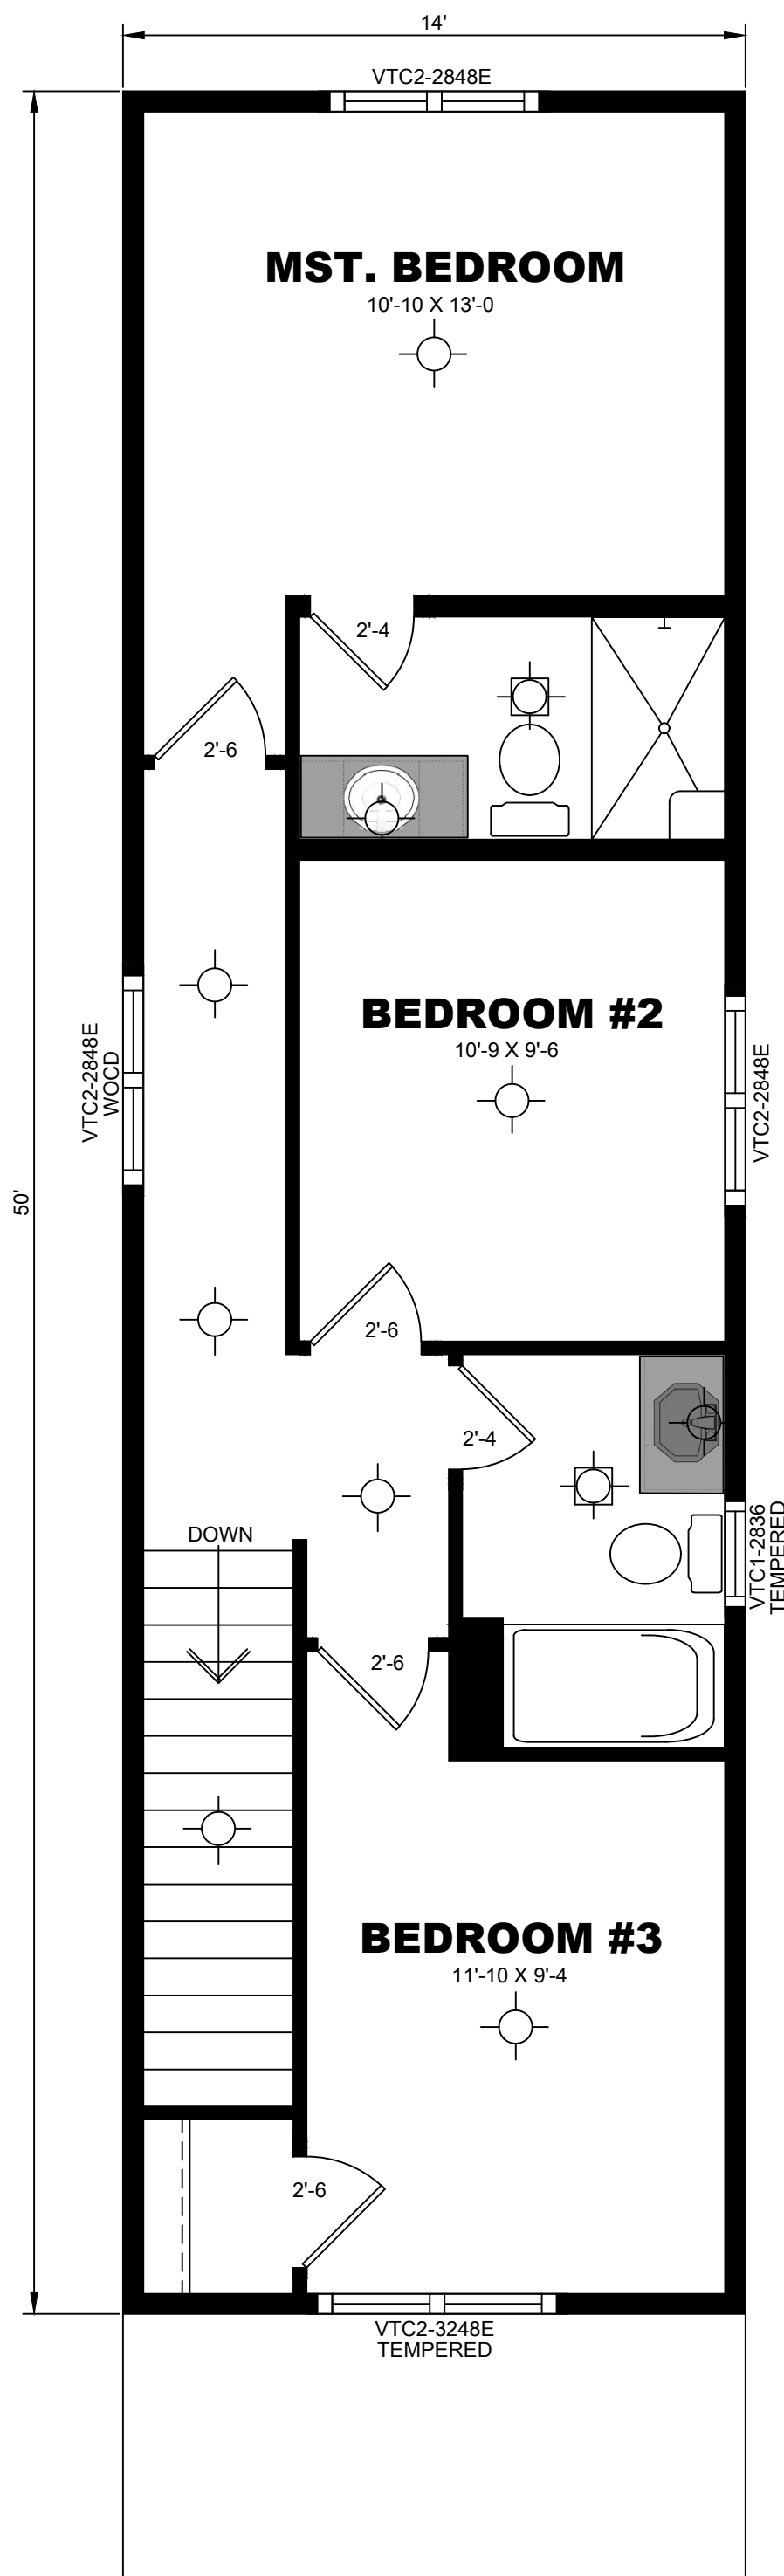 14'
VTC2-2848E
MST. BEDROOM
10'-10 X 13'-0
2'-4
2'-6
BEDROOM #2
10'-9 X 9'-6
VTC2-2848E
WOCD
VTC2-2848E
50'
2'-6
2'-4
DOWN
VTC1-2836
TEMPERED
2'-6
BEDROOM #3
11'-10 X 9'-4
2'-6
VTC2-3248E
TEMPERED